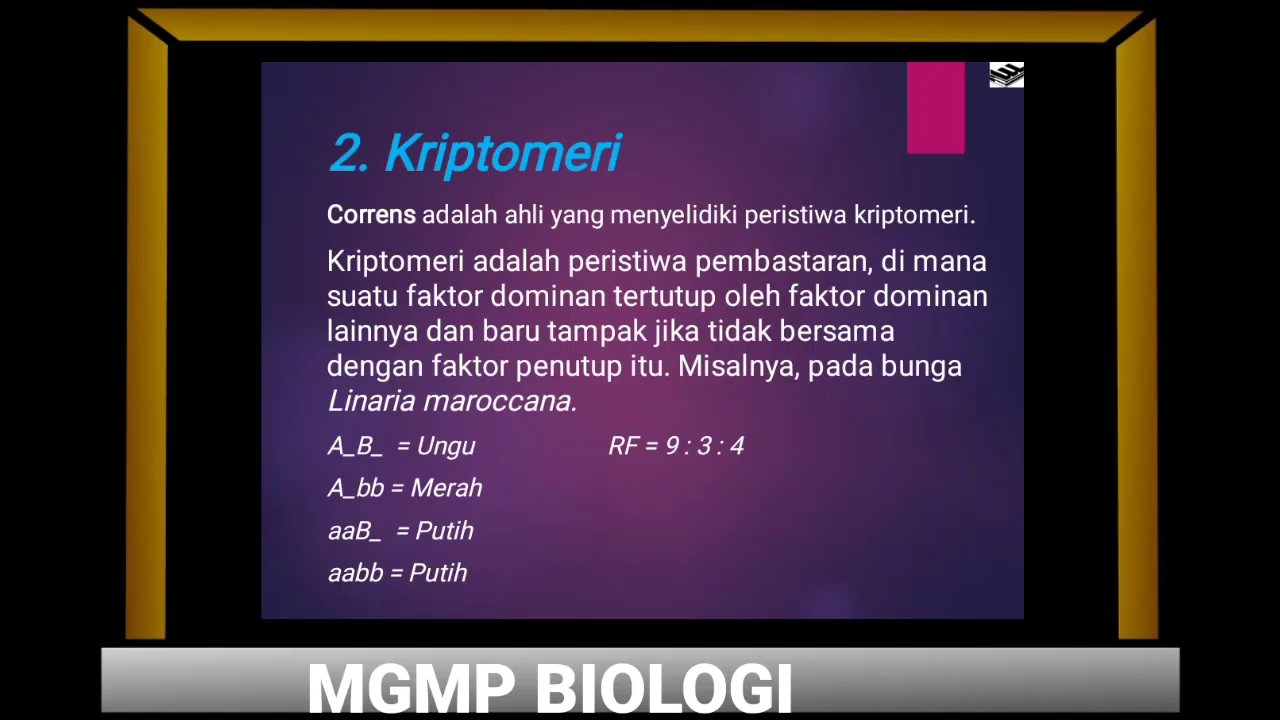 2. Kriptomeri
Correns adalah ahli yang menyelidiki peristiwa kriptomeri.
Kriptomeri adalah peristiwa pembastaran, di mana
suatu faktor dominan tertutup oleh faktor dominan
lainnya dan baru tampak jika tidak bersama
dengan faktor penutup itu. Misalnya, pada bunga
Linaria maroccana.
A_B_ = Ungu RF = 9 : 3 : 4
A_bb = Merah
aaB_ = Putih
aabb = Putih
MGMP BIOLOGI